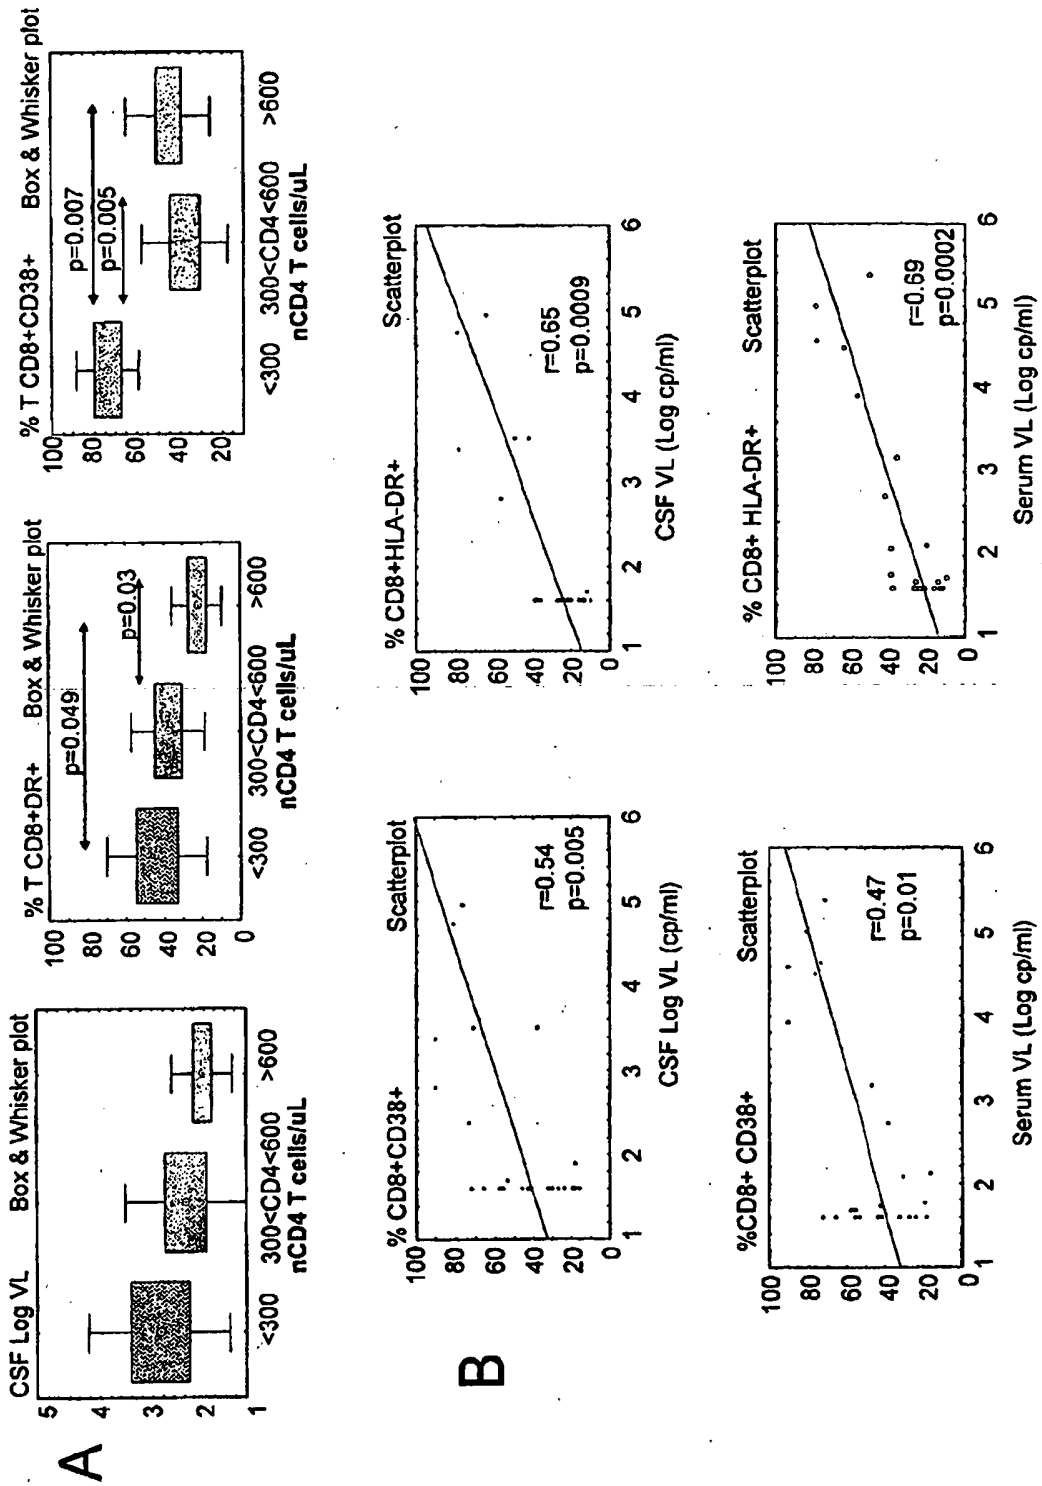 A
CSF Log VL Box & Whisker plot
5
4
3
2
1
<300 300<CD4<600 >600
nCD4 T cells/uL
% T CD8+DR+ Box & Whisker plot
100
80
60
40
20
0
p=0.049
p=0.03
<300 300<CD4<600 >600
nCD4 T cells/uL
% T CD8+CD38+ Box & Whisker plot
100
80
60
40
20
p=0.007
p=0.005
<300 300<CD4<600 >600
nCD4 T cells/uL
B
% CD8+CD38+ Scatterplot
100
80
60
40
20
0
r=0.54
p=0.005
1 2 3 4 5 6
CSF Log VL (cp/ml)
% CD8+HLA-DR+ Scatterplot
100
80
60
40
20
0
r=0.65
p=0.0009
1 2 3 4 5 6
CSF VL (Log cp/ml)
%CD8+ CD38+ Scatterplot
100
80
60
40
20
0
r=0.47
p=0.01
1 2 3 4 5 6
Serum VL (Log cp/ml)
% CD8+ HLA-DR+ Scatterplot
100
80
60
40
20
0
r=0.69
p=0.0002
1 2 3 4 5 6
Serum VL (Log cp/ml)